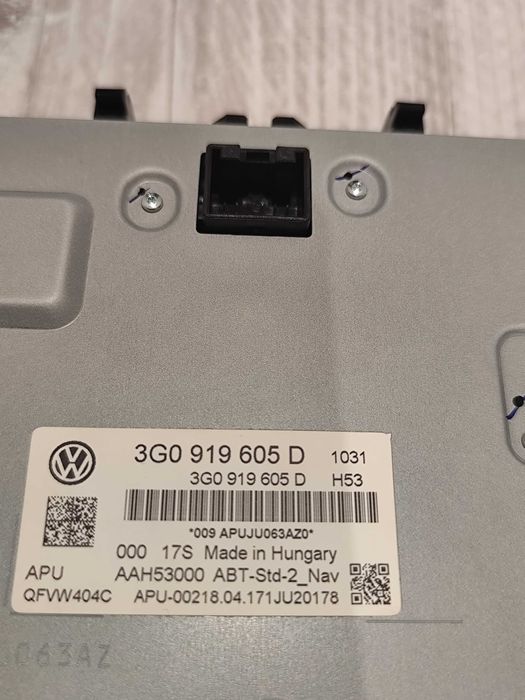 3G0 919 605 D 1031
3G0 919 605 D H53
*009 APUJU063AZ0*
000 17S Made in Hungary
APU AAH53000 ABT-Std-2_Nav
QFVW404C APU-00218.04.171JU20178
063AZ